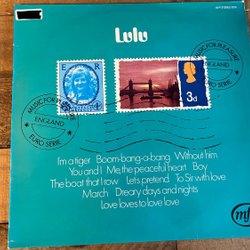 Lulu
MUSIC FOR PLEASURE
ENGLAND
EURO SERIE
3d
MUSIC FOR PLEASURE
ENGLAND
EURO SERIE
I'm a tiger Boom-bang-a-bang Without him
You and I Me, the peaceful heart Boy
The boat that I row Let's pretend To Sir with love
March Dreary days and nights
Love loves to love love
mfp